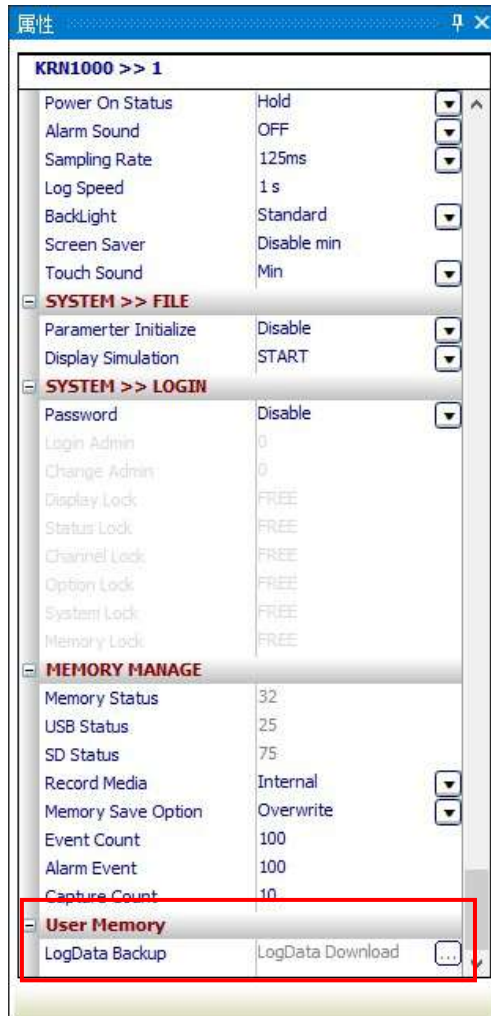 属性
KRN1000 >> 1
Power On Status Hold
Alarm Sound OFF
Sampling Rate 125ms
Log Speed 1 s
BackLight Standard
Screen Saver Disable min
Touch Sound Min
SYSTEM >> FILE
Paramerter Initialize Disable
Display Simulation START
SYSTEM >> LOGIN
Password Disable
Login Admin 0
Change Admin 0
Display Lock FREE
Status Lock FREE
Channel Lock FREE
Option Lock FREE
System Lock FREE
Memory Lock FREE
MEMORY MANAGE
Memory Status 32
USB Status 25
SD Status 75
Record Media Internal
Memory Save Option Overwrite
Event Count 100
Alarm Event 100
Capture Count 10
User Memory
LogData Backup LogData Download ...